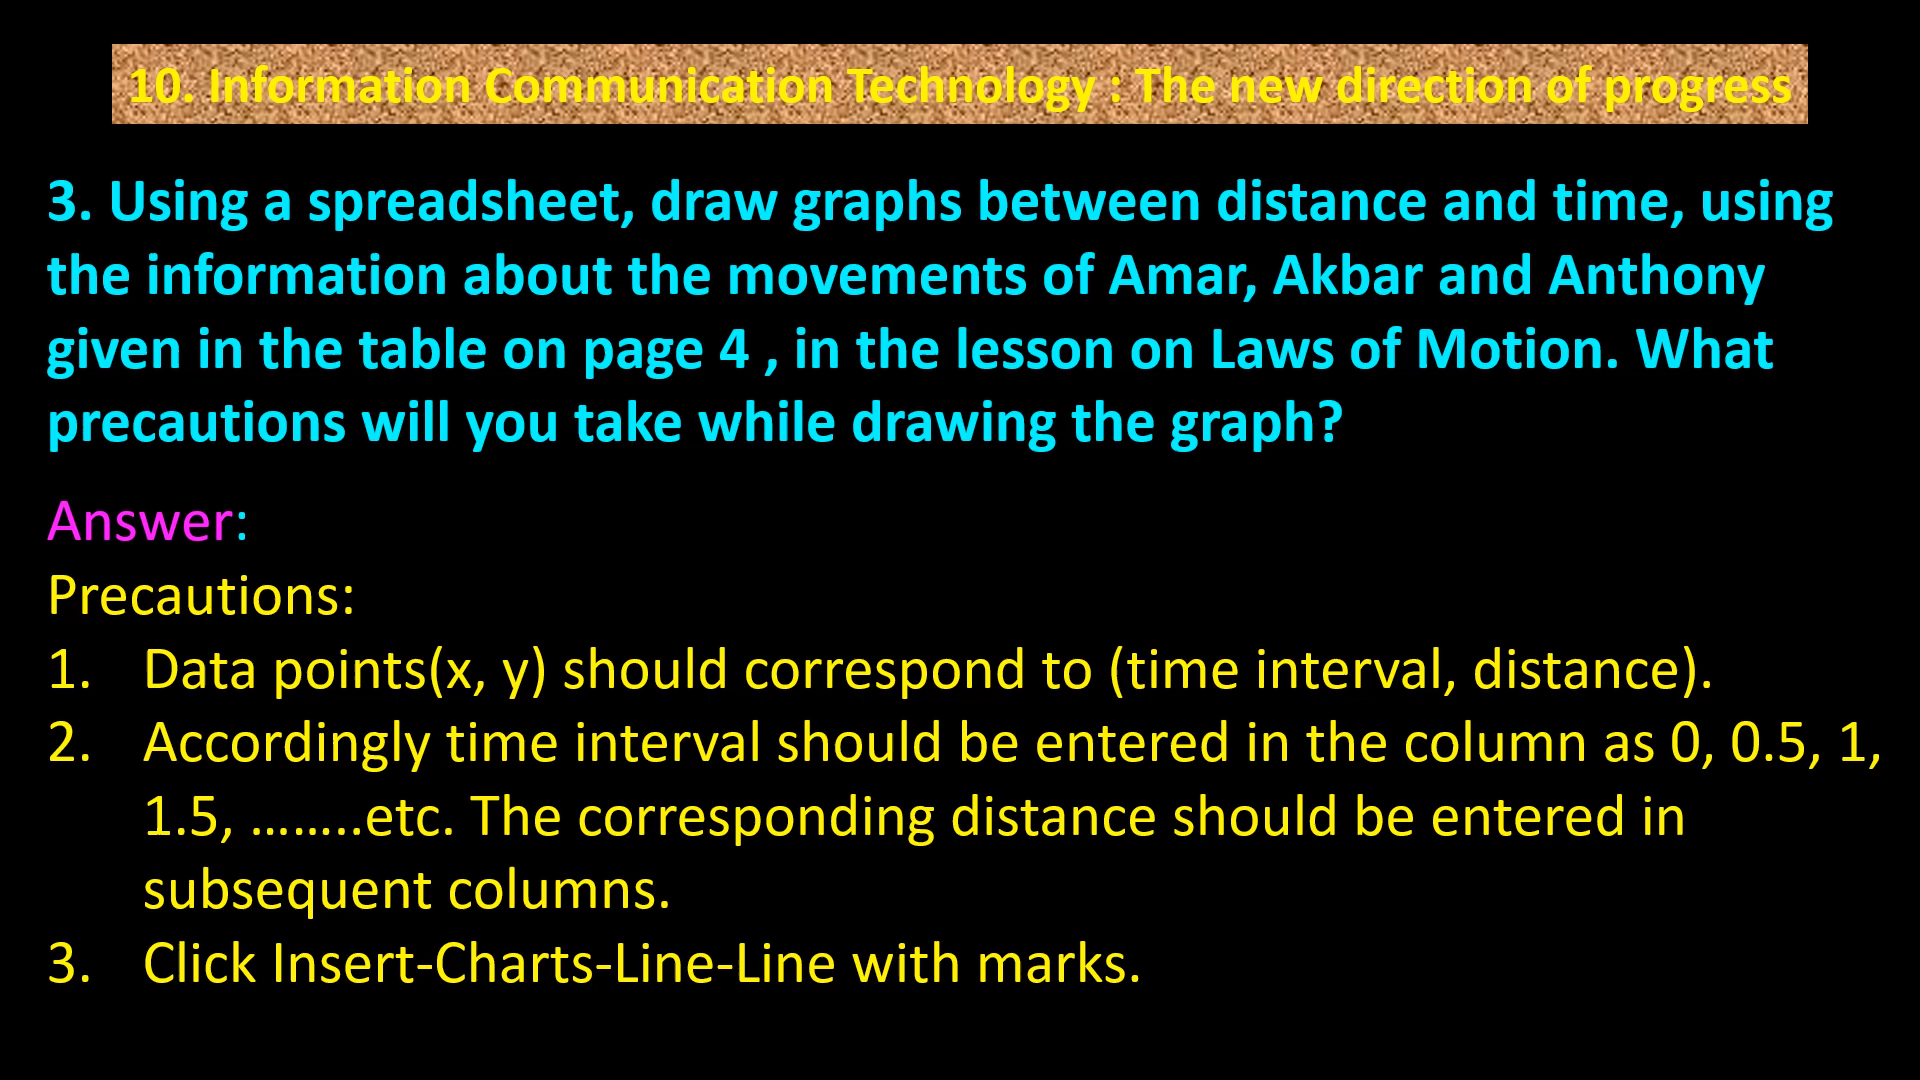 10. Information Communication Technology : The new direction of progress
3. Using a spreadsheet, draw graphs between distance and time, using
the information about the movements of Amar, Akbar and Anthony
given in the table on page 4 , in the lesson on Laws of Motion. What
precautions will you take while drawing the graph?
Answer:
Precautions:
1. Data points(x, y) should correspond to (time interval, distance).
2. Accordingly time interval should be entered in the column as 0, 0.5, 1,
1.5, ……..etc. The corresponding distance should be entered in
subsequent columns.
3. Click Insert-Charts-Line-Line with marks.